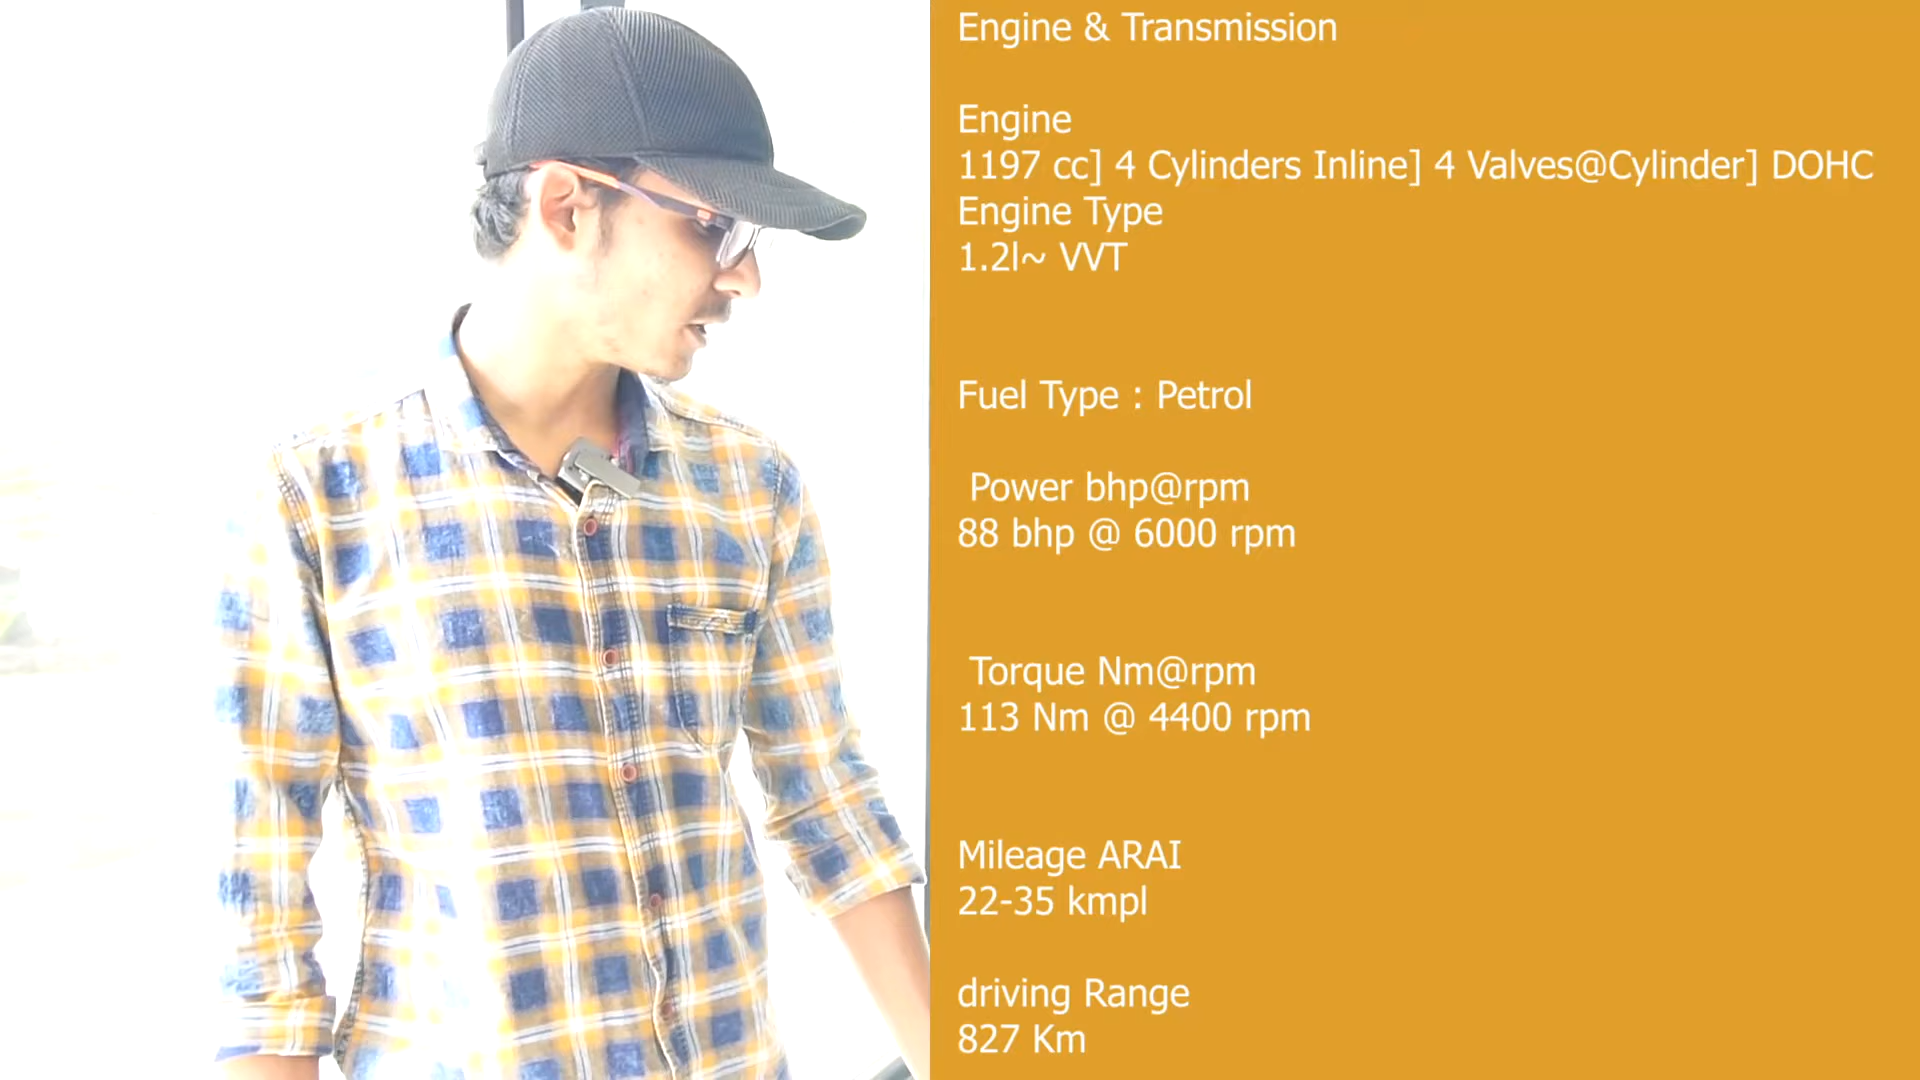 Engine & Transmission
Engine
1197 cc] 4 Cylinders Inline] 4 Valves@Cylinder] DOHC
Engine Type
1.2l~ VVT
Fuel Type : Petrol
Power bhp@rpm
88 bhp @ 6000 rpm
Torque Nm@rpm
113 Nm @ 4400 rpm
Mileage ARAI
22-35 kmpl
driving Range
827 Km